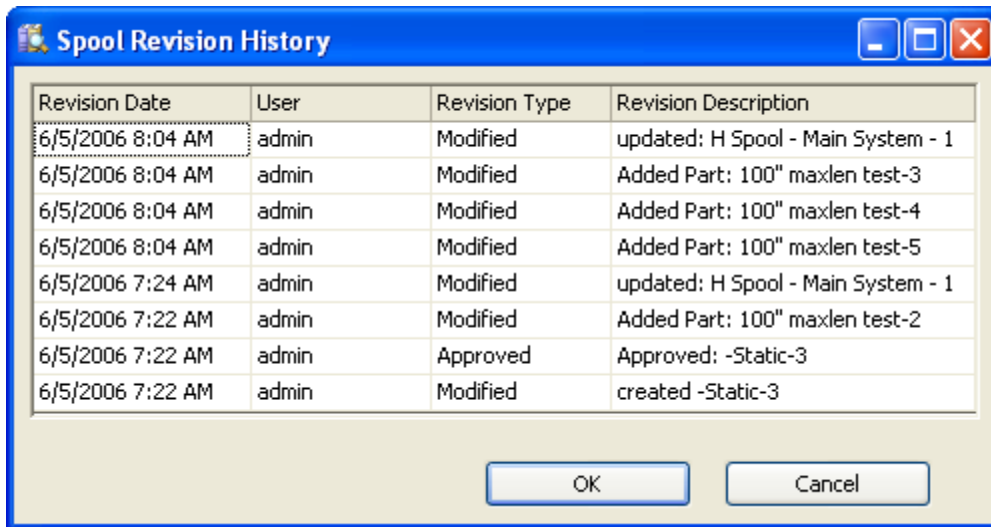 Spool Revision History
Revision Date User Revision Type Revision Description
6/5/2006 8:04 AM admin Modified updated: H Spool - Main System - 1
6/5/2006 8:04 AM admin Modified Added Part: 100" maxlen test-3
6/5/2006 8:04 AM admin Modified Added Part: 100" maxlen test-4
6/5/2006 8:04 AM admin Modified Added Part: 100" maxlen test-5
6/5/2006 7:24 AM admin Modified updated: H Spool - Main System - 1
6/5/2006 7:22 AM admin Modified Added Part: 100" maxlen test-2
6/5/2006 7:22 AM admin Approved Approved: -Static-3
6/5/2006 7:22 AM admin Modified created -Static-3
OK Cancel